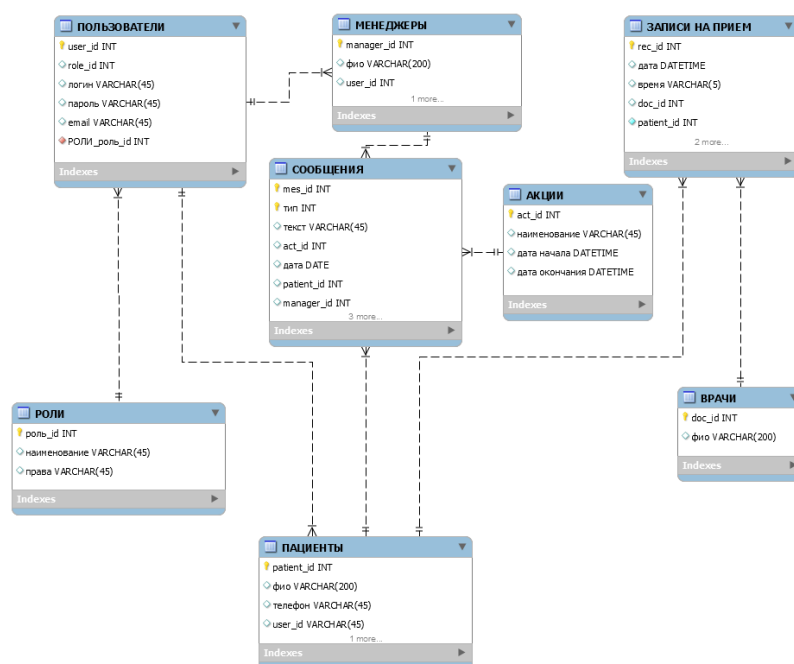 ПОЛЬЗОВАТЕЛИ
user_id INT
role_id INT
логин VARCHAR(45)
пароль VARCHAR(45)
email VARCHAR(45)
РОЛИ_роль_id INT
Indexes
МЕНЕДЖЕРЫ
manager_id INT
фио VARCHAR(200)
user_id INT
1 more...
Indexes
ЗАПИСИ НА ПРИЕМ
rec_id INT
дата DATETIME
время VARCHAR(5)
doc_id INT
patient_id INT
2 more...
Indexes
СООБЩЕНИЯ
mes_id INT
тип INT
текст VARCHAR(45)
act_id INT
дата DATE
patient_id INT
manager_id INT
3 more...
Indexes
АКЦИИ
act_id INT
наименование VARCHAR(45)
дата начала DATETIME
дата окончания DATETIME
Indexes
РОЛИ
роль_id INT
наименование VARCHAR(45)
права VARCHAR(45)
Indexes
ВРАЧИ
doc_id INT
фио VARCHAR(200)
Indexes
ПАЦИЕНТЫ
patient_id INT
фио VARCHAR(200)
телефон VARCHAR(45)
user_id VARCHAR(45)
1 more...
Indexes